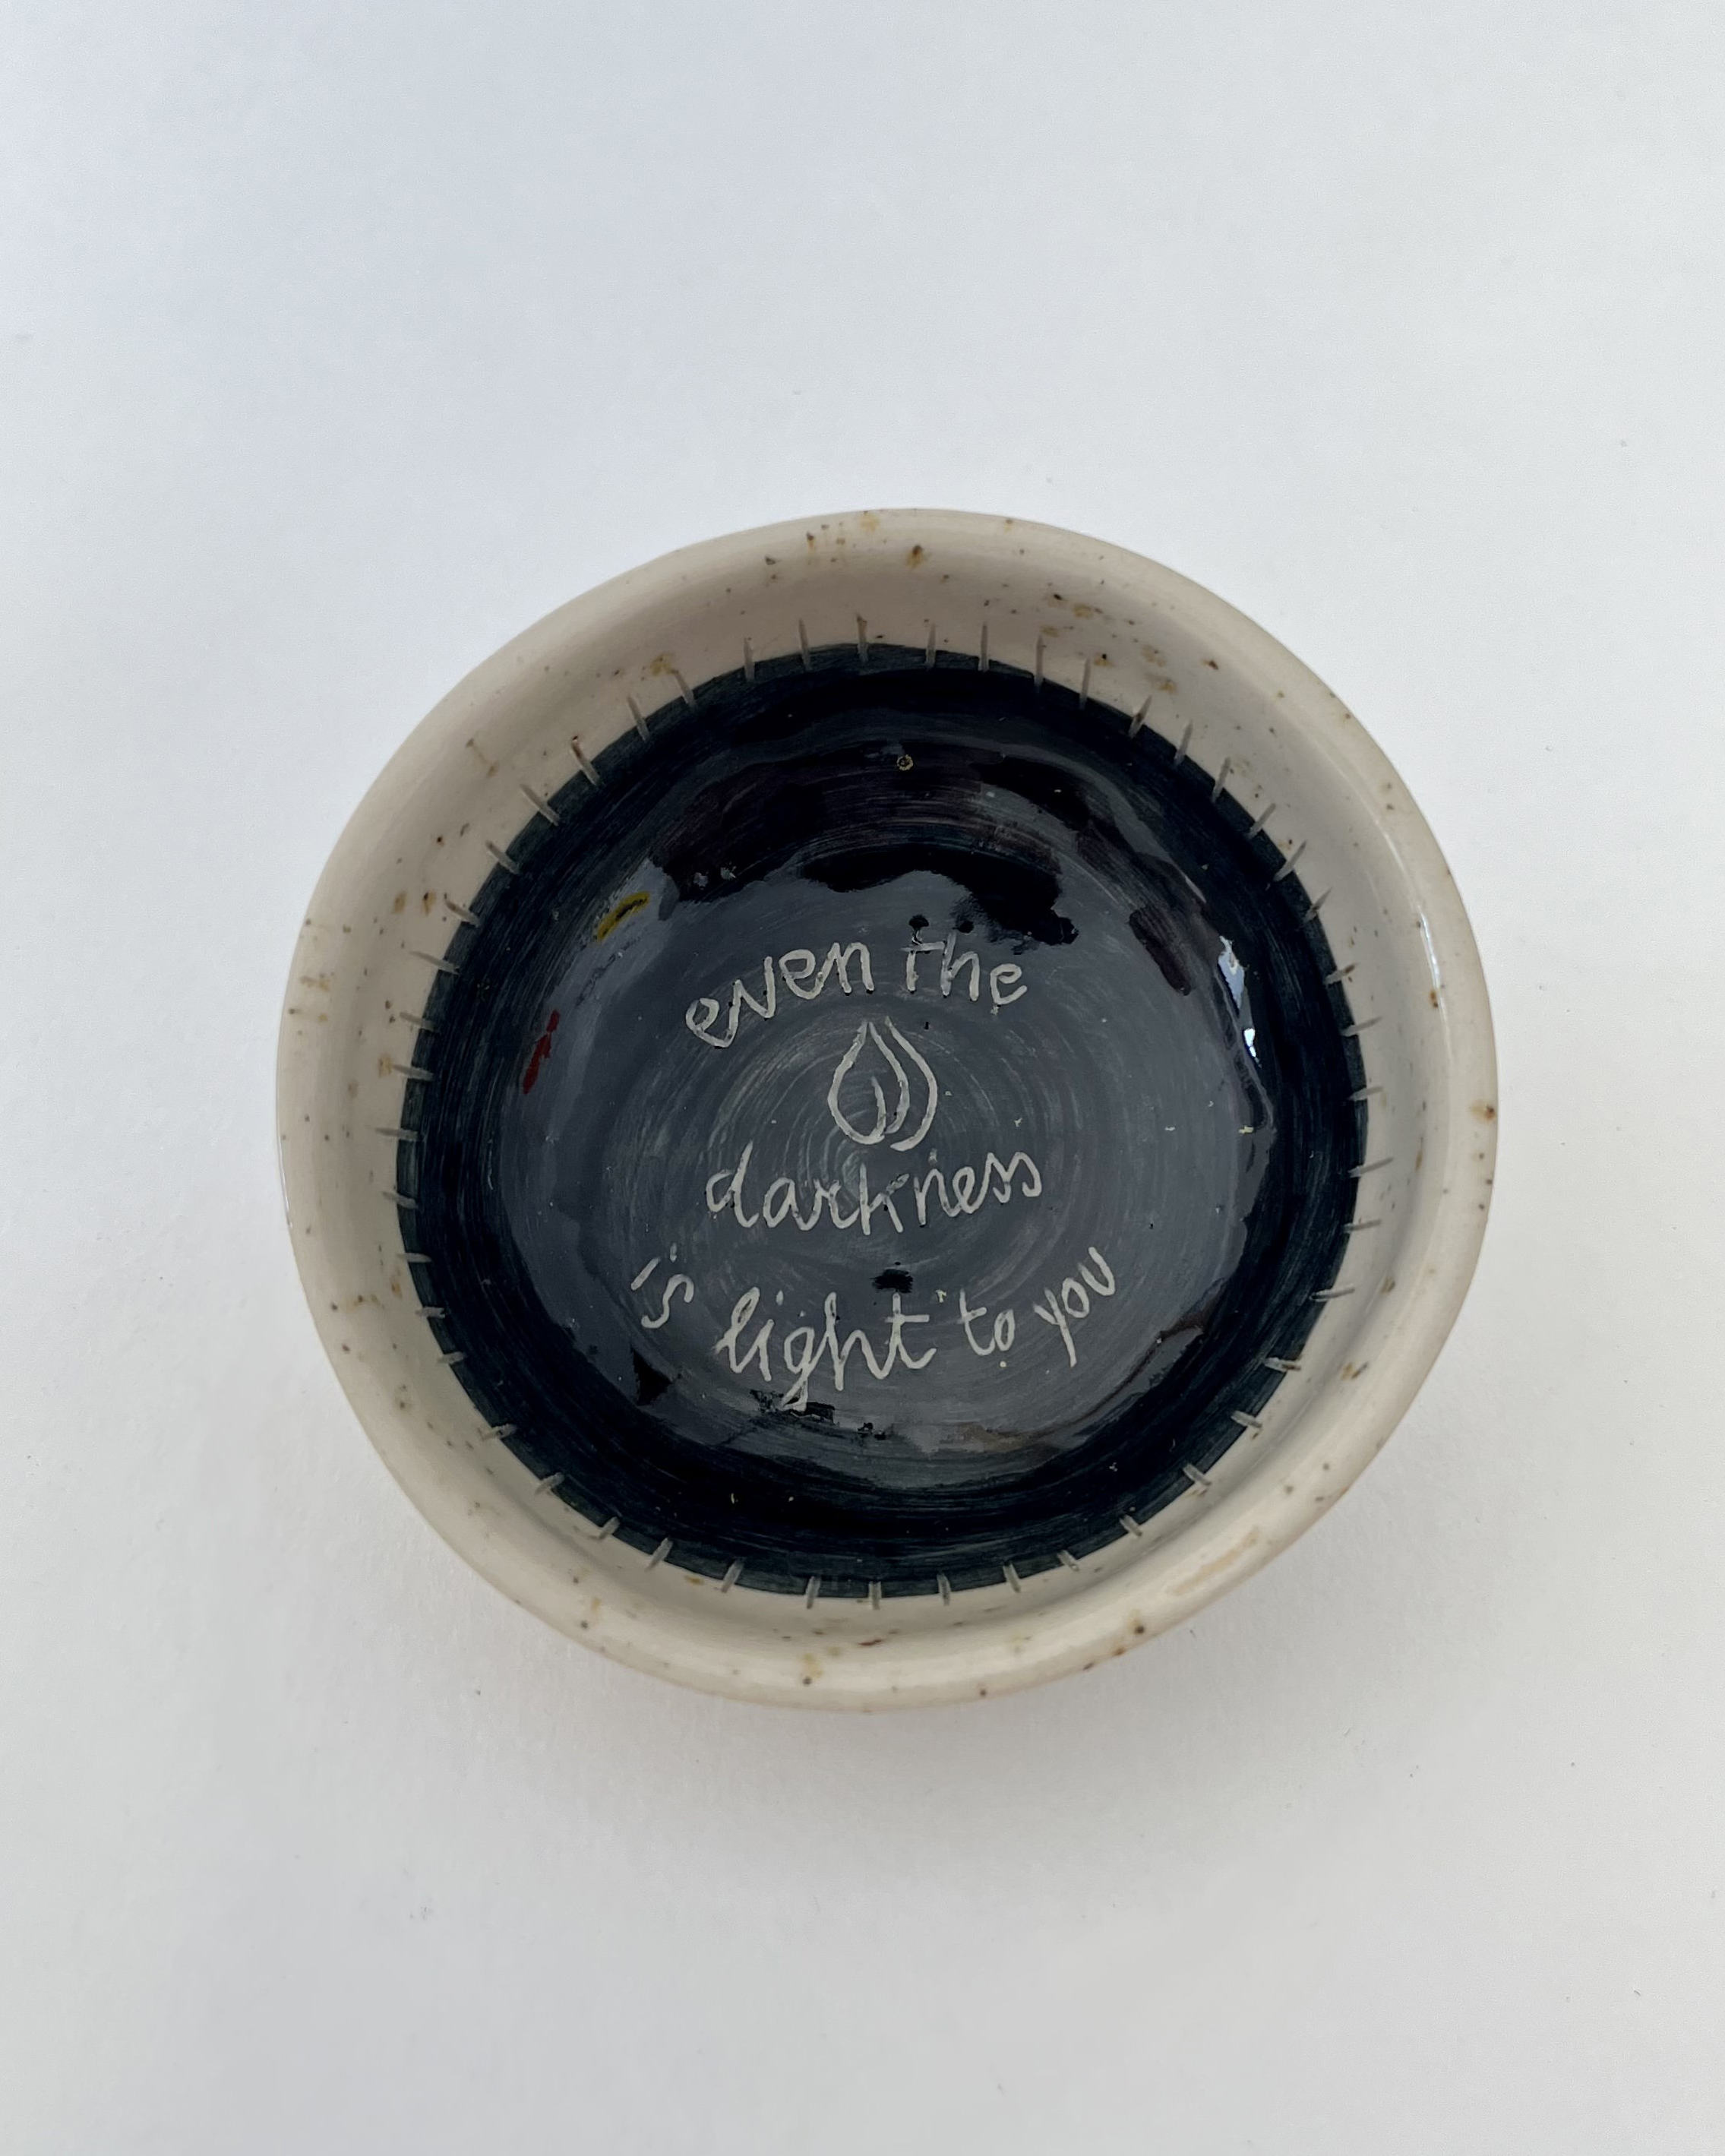 even the
darkness
is light to you